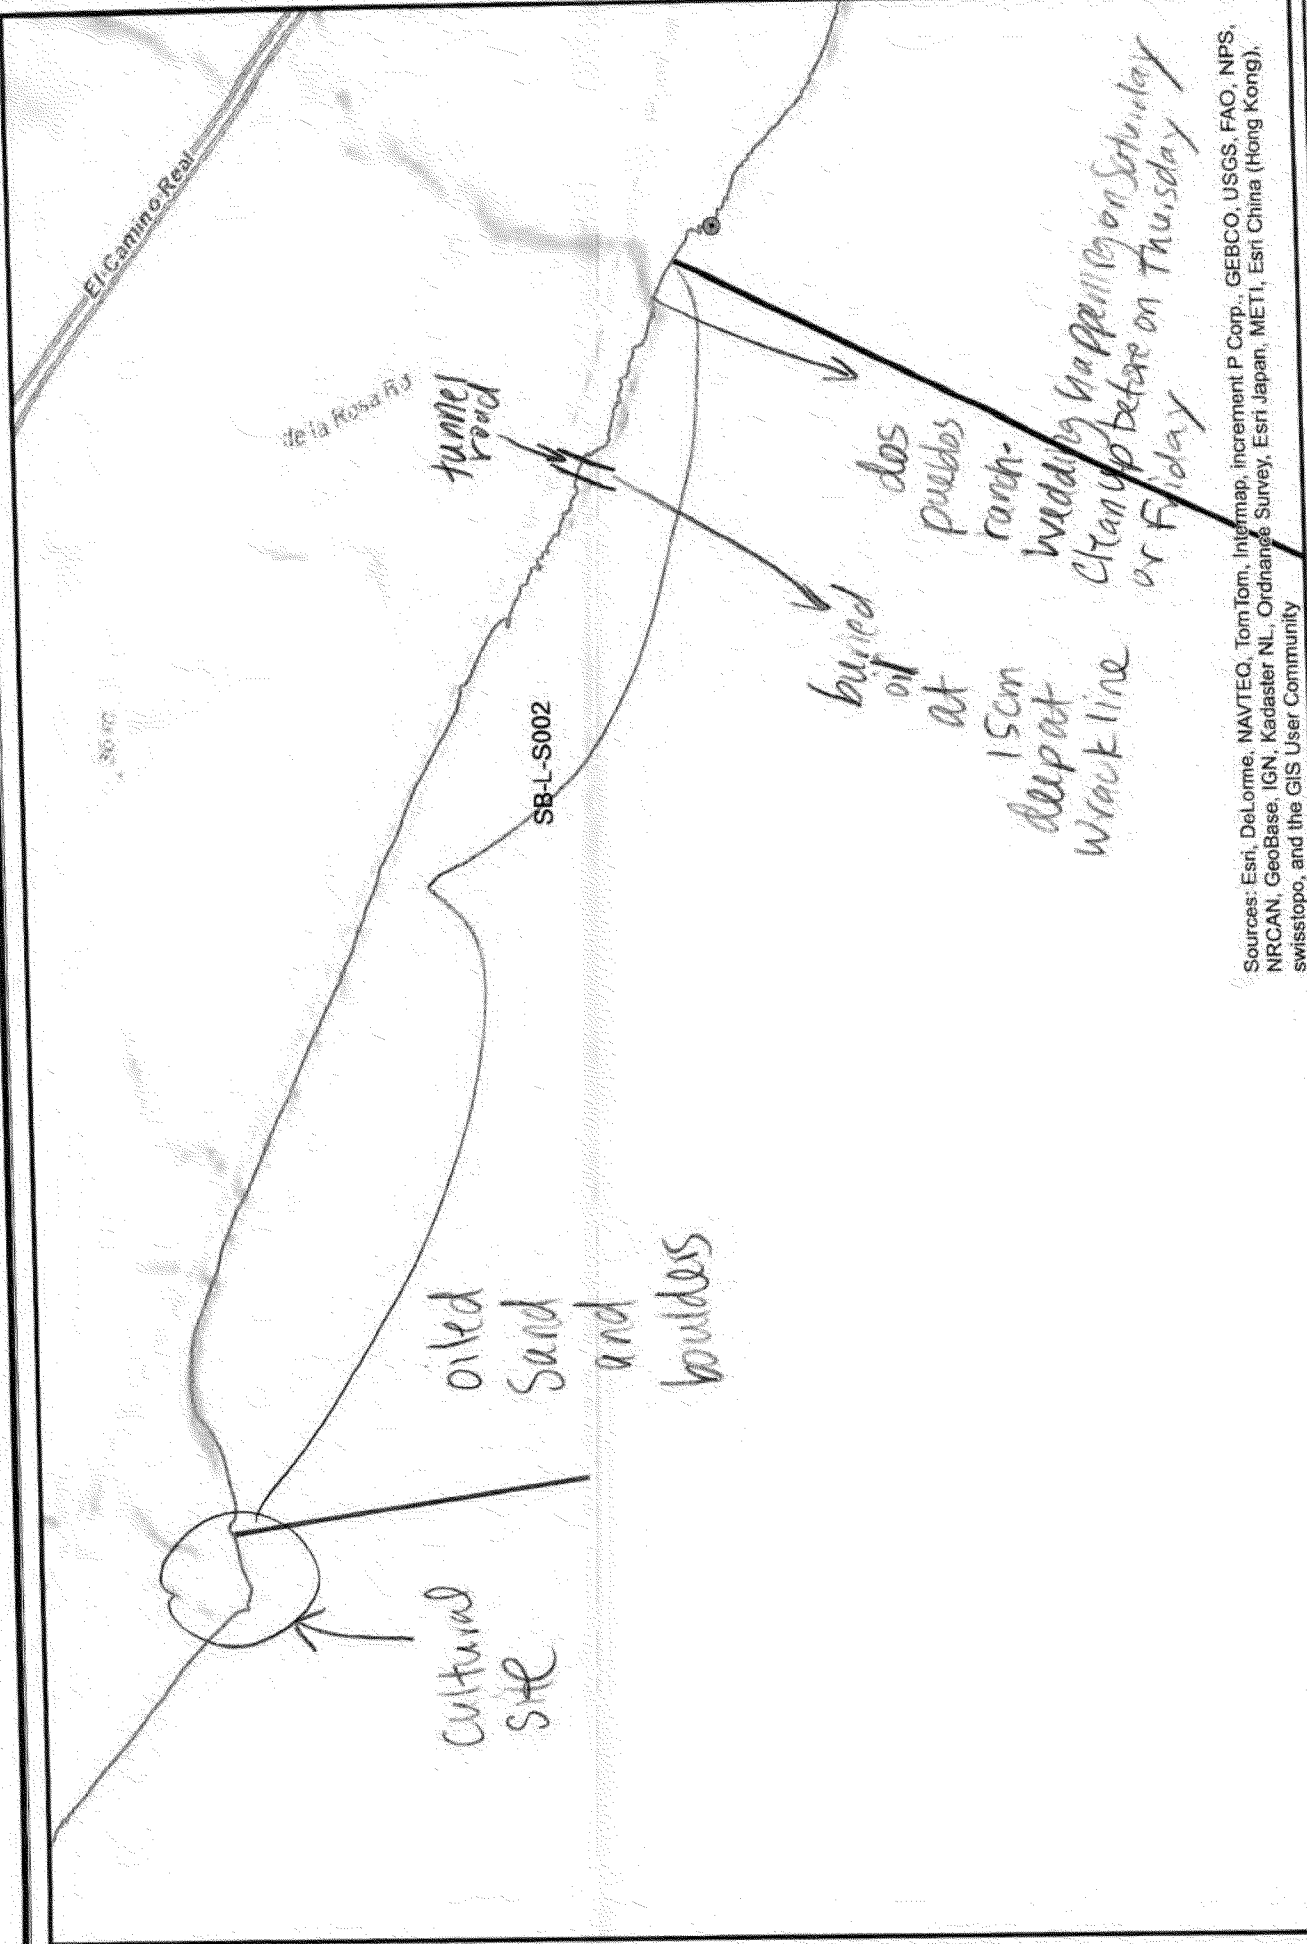 El Camino Real
de la Rosa Rd
tunnel
road
36 m
SB-L-S002
dos
pueblos
ranch-
wedding happening on Saturday
Clean up before on Thursday
or Friday
buried
oil
at
15cm
deep at
wrack line
oiled
sand
and
boulders
cultural
site
Sources: Esri, DeLorme, NAVTEQ, TomTom, Intermap, increment P Corp., GEBCO, USGS, FAO, NPS,
NRCAN, GeoBase, IGN, Kadaster NL, Ordnance Survey, Esri Japan, METI, Esri China (Hong Kong),
swisstopo, and the GIS User Community